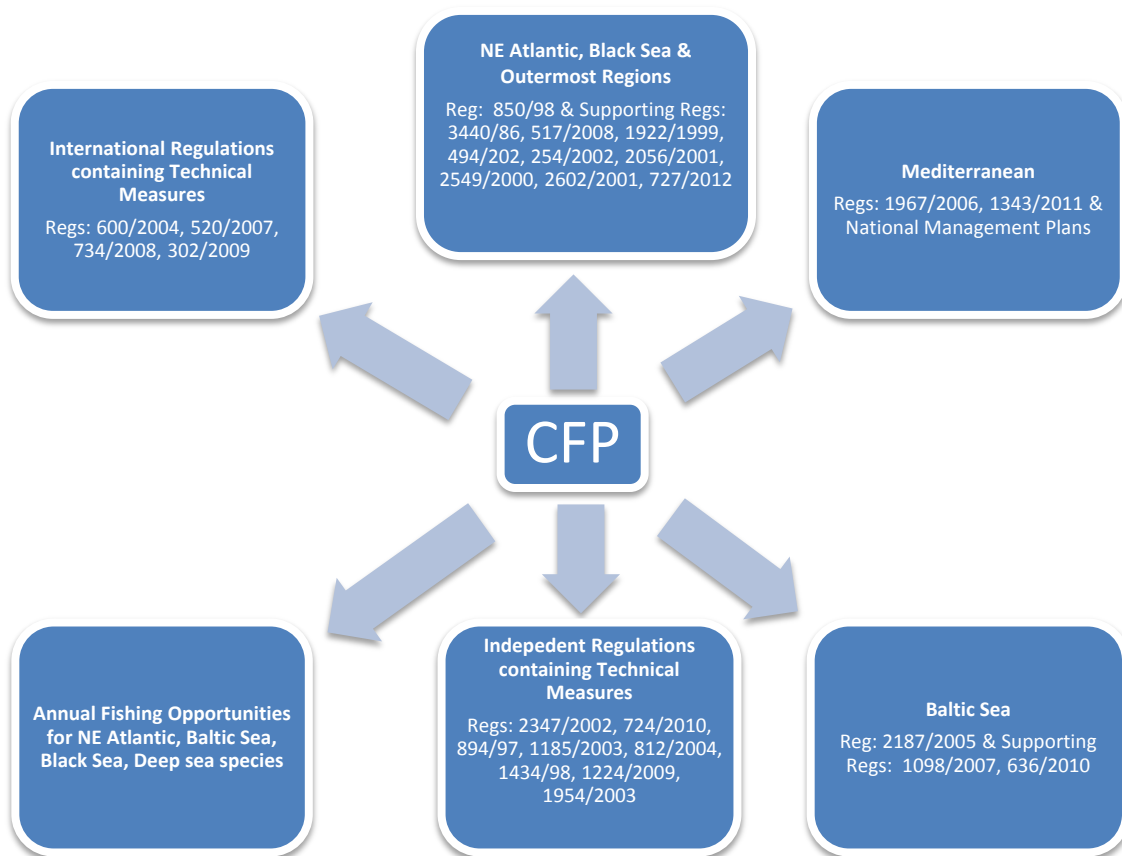 NE Atlantic, Black Sea &
Outermost Regions
Reg:  850/98 & Supporting Regs:
3440/86, 517/2008, 1922/1999,
494/202, 254/2002, 2056/2001,
2549/2000, 2602/2001, 727/2012
International Regulations
containing Technical
Measures
Regs: 600/2004, 520/2007,
734/2008, 302/2009
Mediterranean
Regs: 1967/2006, 1343/2011 &
National Management Plans
CFP
Annual Fishing Opportunities
for NE Atlantic, Baltic Sea,
Black Sea, Deep sea species
Indepedent Regulations
containing Technical
Measures
Regs: 2347/2002, 724/2010,
894/97, 1185/2003, 812/2004,
1434/98, 1224/2009,
1954/2003
Baltic Sea
Reg: 2187/2005 & Supporting
Regs:  1098/2007, 636/2010